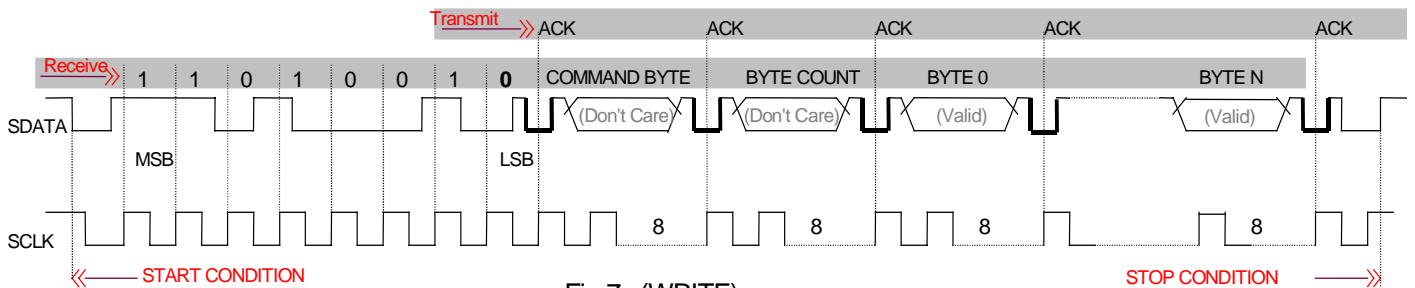 Transmit ACK ACK ACK ACK ACK
Receive 1 1 0 1 0 0 1 0 COMMAND BYTE BYTE COUNT BYTE 0 BYTE N
SDATA (Don't Care) (Don't Care) (Valid) (Valid)
MSB LSB
SCLK 8 8 8 8
START CONDITION STOP CONDITION
(WRITE)